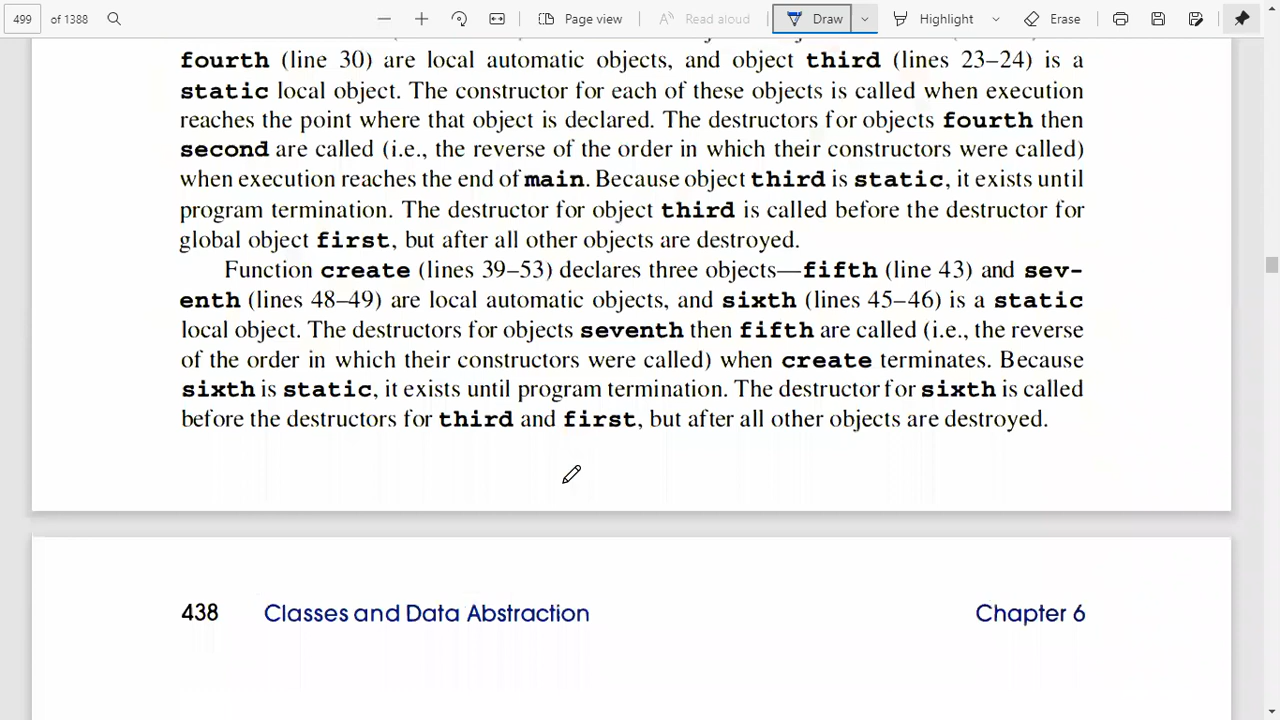 499 of 1388 Page view Read aloud Draw Highlight Erase
fourth (line 30) are local automatic objects, and object third (lines 23–24) is a
static local object. The constructor for each of these objects is called when execution
reaches the point where that object is declared. The destructors for objects fourth then
second are called (i.e., the reverse of the order in which their constructors were called)
when execution reaches the end of main. Because object third is static, it exists until
program termination. The destructor for object third is called before the destructor for
global object first, but after all other objects are destroyed.
Function create (lines 39–53) declares three objects—fifth (line 43) and sev-
enth (lines 48–49) are local automatic objects, and sixth (lines 45–46) is a static
local object. The destructors for objects seventh then fifth are called (i.e., the reverse
of the order in which their constructors were called) when create terminates. Because
sixth is static, it exists until program termination. The destructor for sixth is called
before the destructors for third and first, but after all other objects are destroyed.
438 Classes and Data Abstraction Chapter 6